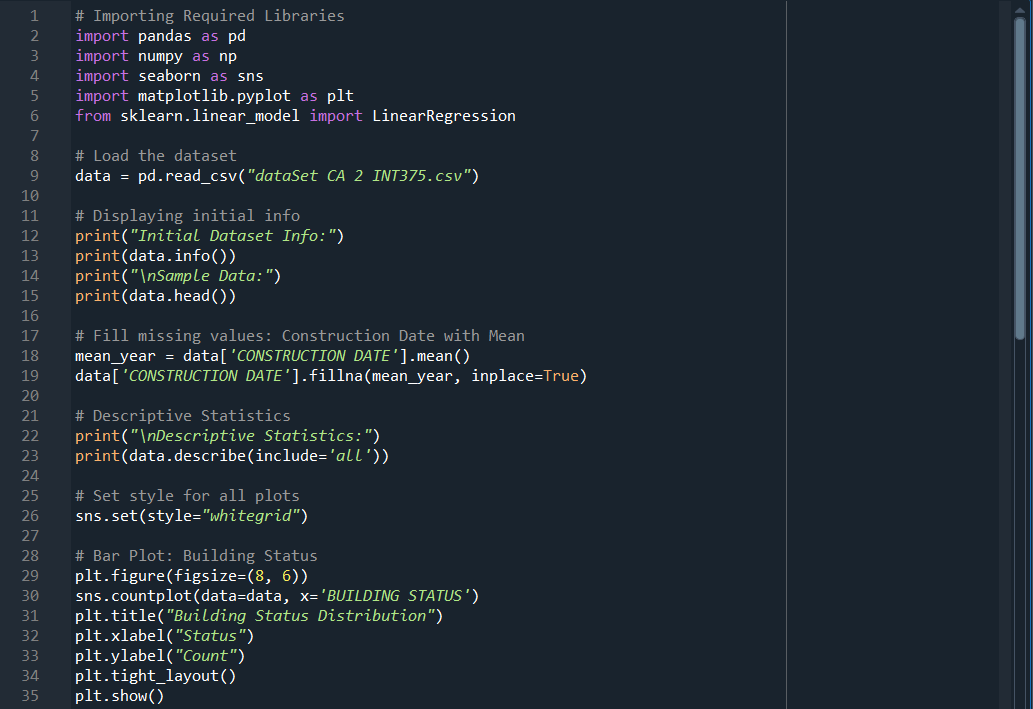 1 # Importing Required Libraries
2 import pandas as pd
3 import numpy as np
4 import seaborn as sns
5 import matplotlib.pyplot as plt
6 from sklearn.linear_model import LinearRegression
7
8 # Load the dataset
9 data = pd.read_csv("dataSet CA 2 INT375.csv")
10
11 # Displaying initial info
12 print("Initial Dataset Info:")
13 print(data.info())
14 print("\nSample Data:")
15 print(data.head())
16
17 # Fill missing values: Construction Date with Mean
18 mean_year = data['CONSTRUCTION DATE'].mean()
19 data['CONSTRUCTION DATE'].fillna(mean_year, inplace=True)
20
21 # Descriptive Statistics
22 print("\nDescriptive Statistics:")
23 print(data.describe(include='all'))
24
25 # Set style for all plots
26 sns.set(style="whitegrid")
27
28 # Bar Plot: Building Status
29 plt.figure(figsize=(8, 6))
30 sns.countplot(data=data, x='BUILDING STATUS')
31 plt.title("Building Status Distribution")
32 plt.xlabel("Status")
33 plt.ylabel("Count")
34 plt.tight_layout()
35 plt.show()